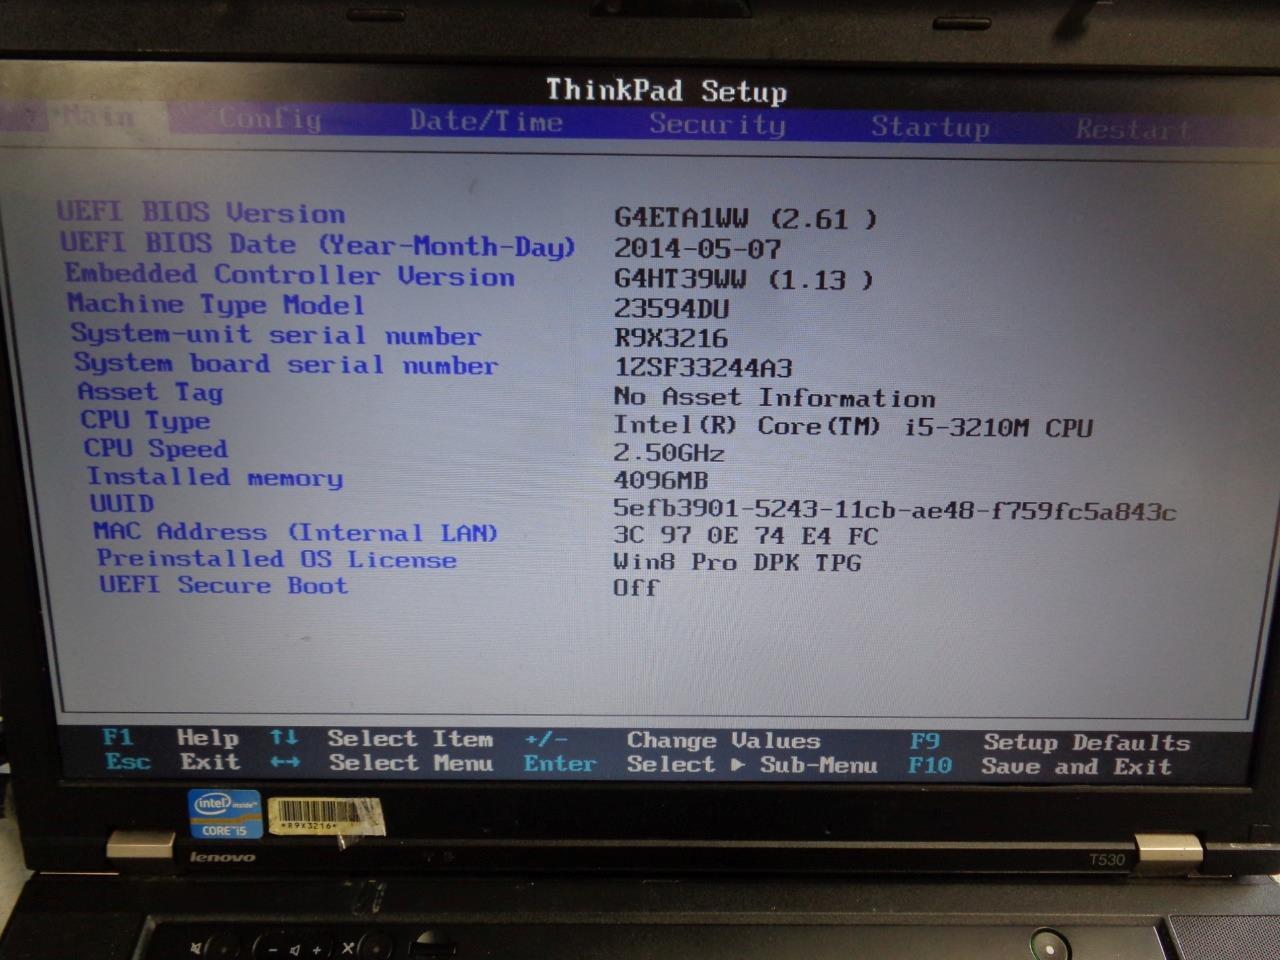 ThinkPad Setup
Main Config Date/Time Security Startup Restart
UEFI BIOS Version G4ETA1WW (2.61 )
UEFI BIOS Date (Year-Month-Day) 2014-05-07
Embedded Controller Version G4HT39WW (1.13 )
Machine Type Model 23594DU
System-unit serial number R9X3216
System board serial number 1ZSF33244A3
Asset Tag No Asset Information
CPU Type Intel(R) Core(TM) i5-3210M CPU
CPU Speed 2.50GHz
Installed memory 4096MB
UUID 5efb3901-5243-11cb-ae48-f759fc5a843c
MAC Address (Internal LAN) 3C 97 0E 74 E4 FC
Preinstalled OS License Win8 Pro DPK TPG
UEFI Secure Boot Off
F1 Help ↑↓ Select Item +/- Change Values F9 Setup Defaults
Esc Exit ←→ Select Menu Enter Select ▶ Sub-Menu F10 Save and Exit
intel inside™
CORE™ i5
*R9X3216*
lenovo
T530